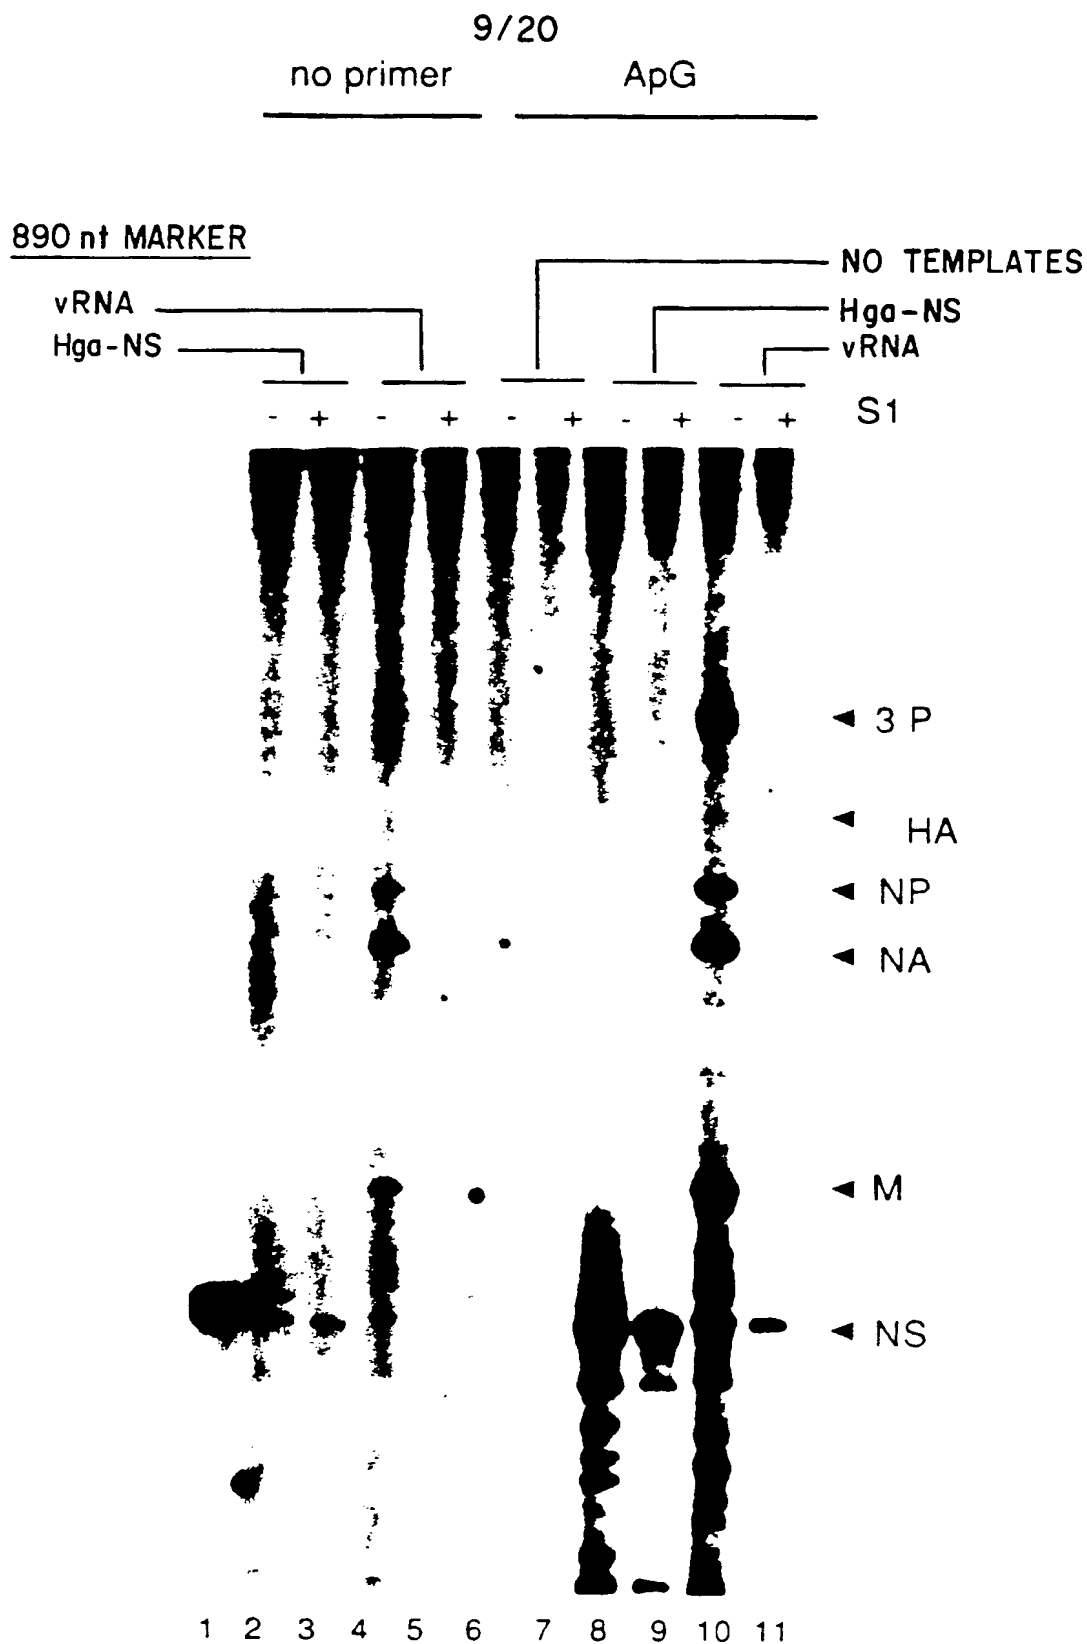 9/20
no primer ApG
890 nt MARKER
NO TEMPLATES
vRNA Hga-NS
Hga-NS vRNA
- + - + - + - + - + S1
3 P
HA
NP
NA
M
NS
1 2 3 4 5 6 7 8 9 10 11